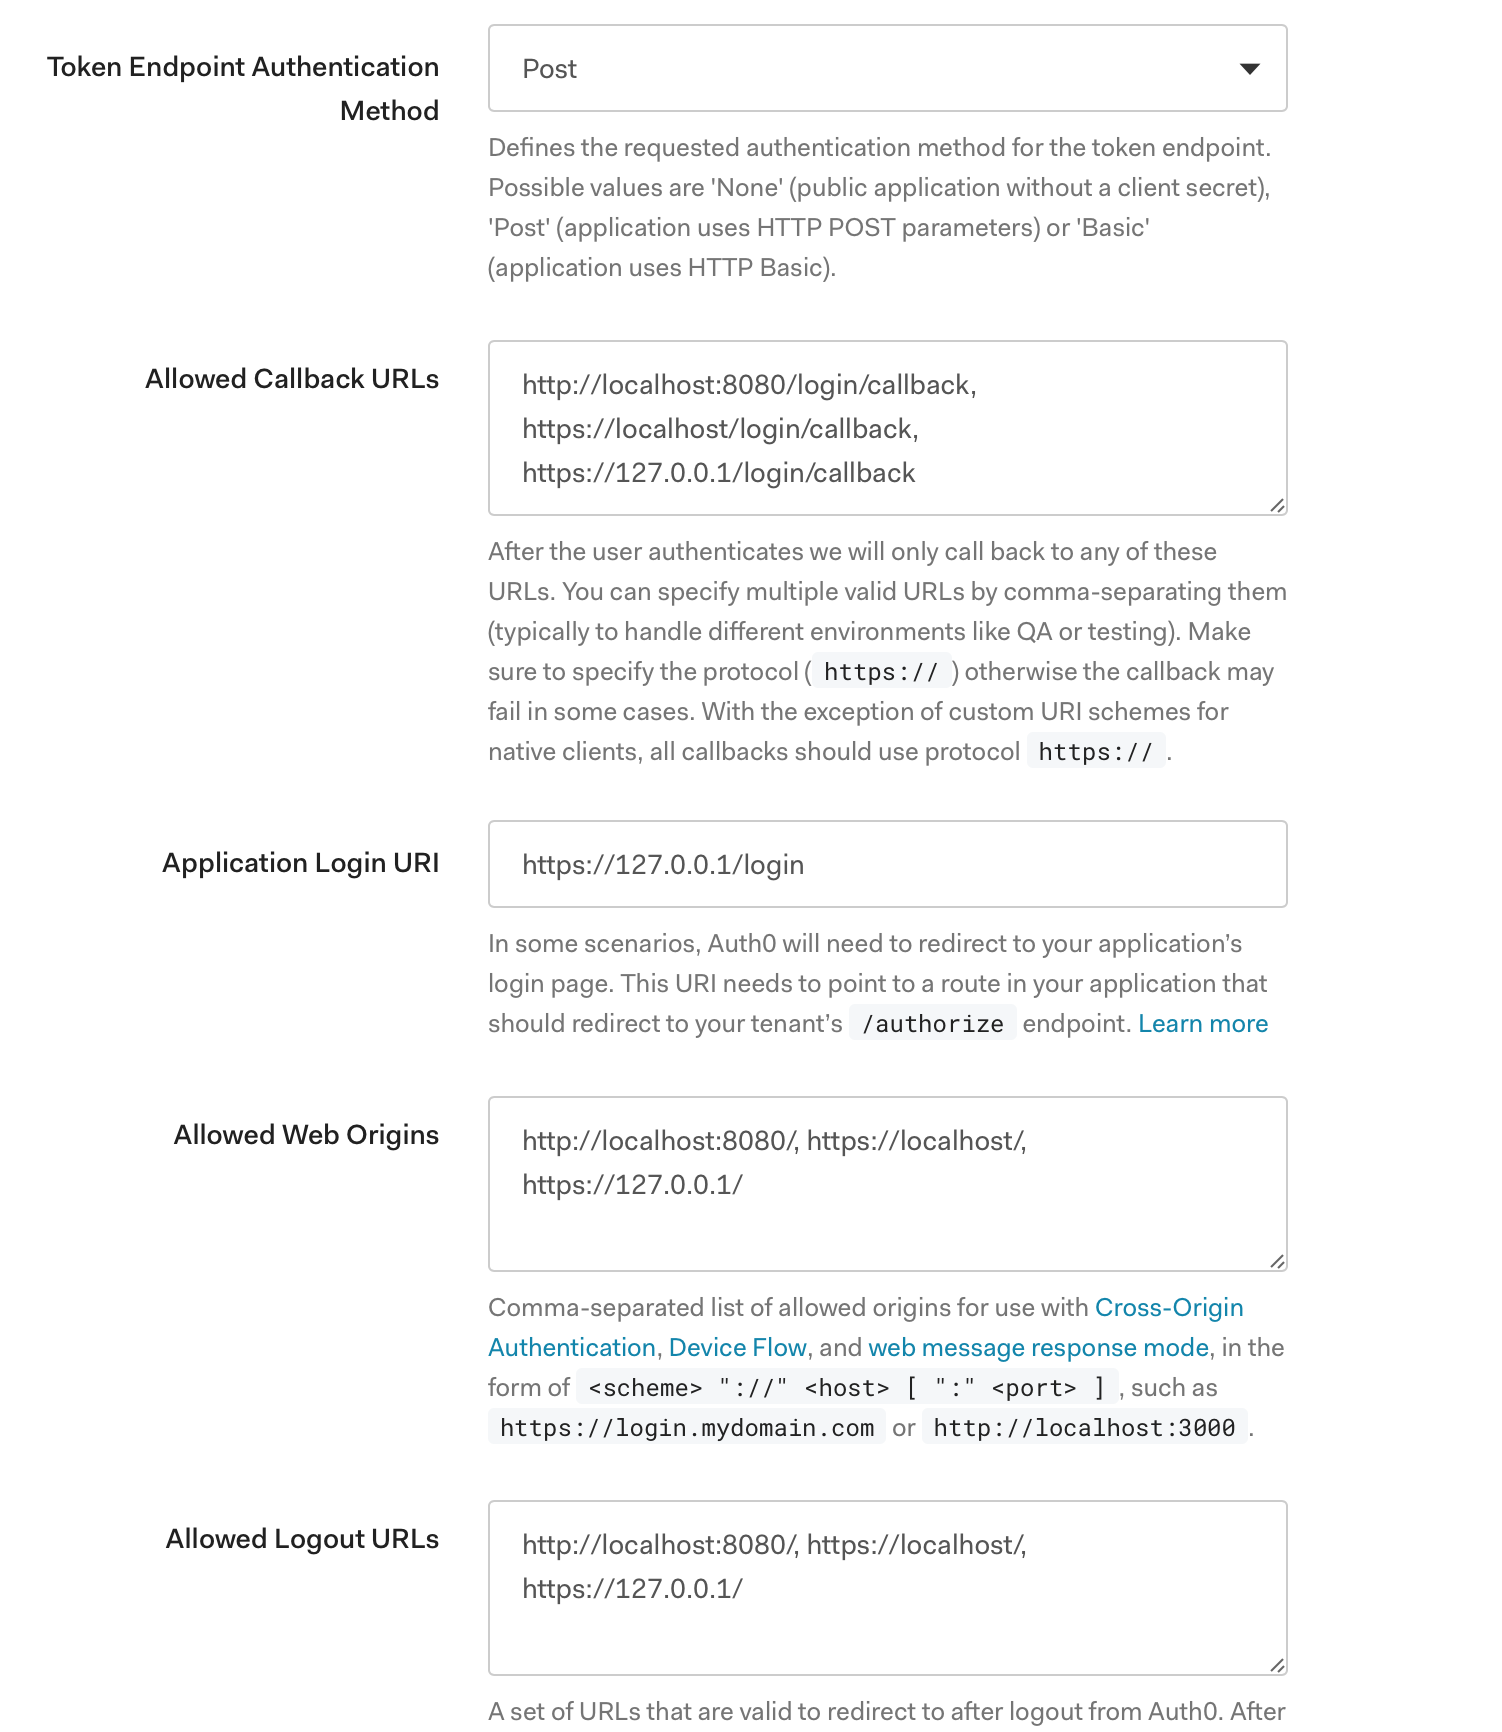 Token Endpoint Authentication
Method
Post
Defines the requested authentication method for the token endpoint.
Possible values are 'None' (public application without a client secret),
'Post' (application uses HTTP POST parameters) or 'Basic'
(application uses HTTP Basic).
Allowed Callback URLs
http://localhost:8080/login/callback,
https://localhost/login/callback,
https://127.0.0.1/login/callback
After the user authenticates we will only call back to any of these
URLs. You can specify multiple valid URLs by comma-separating them
(typically to handle different environments like QA or testing). Make
sure to specify the protocol ( https:// ) otherwise the callback may
fail in some cases. With the exception of custom URI schemes for
native clients, all callbacks should use protocol https:// .
Application Login URI
https://127.0.0.1/login
In some scenarios, Auth0 will need to redirect to your application’s
login page. This URI needs to point to a route in your application that
should redirect to your tenant’s /authorize endpoint. Learn more
Allowed Web Origins
http://localhost:8080/, https://localhost/,
https://127.0.0.1/
Comma-separated list of allowed origins for use with Cross-Origin
Authentication, Device Flow, and web message response mode, in the
form of <scheme> "://" <host> [ ":" <port> ] , such as
https://login.mydomain.com or http://localhost:3000 .
Allowed Logout URLs
http://localhost:8080/, https://localhost/,
https://127.0.0.1/
A set of URLs that are valid to redirect to after logout from Auth0. After